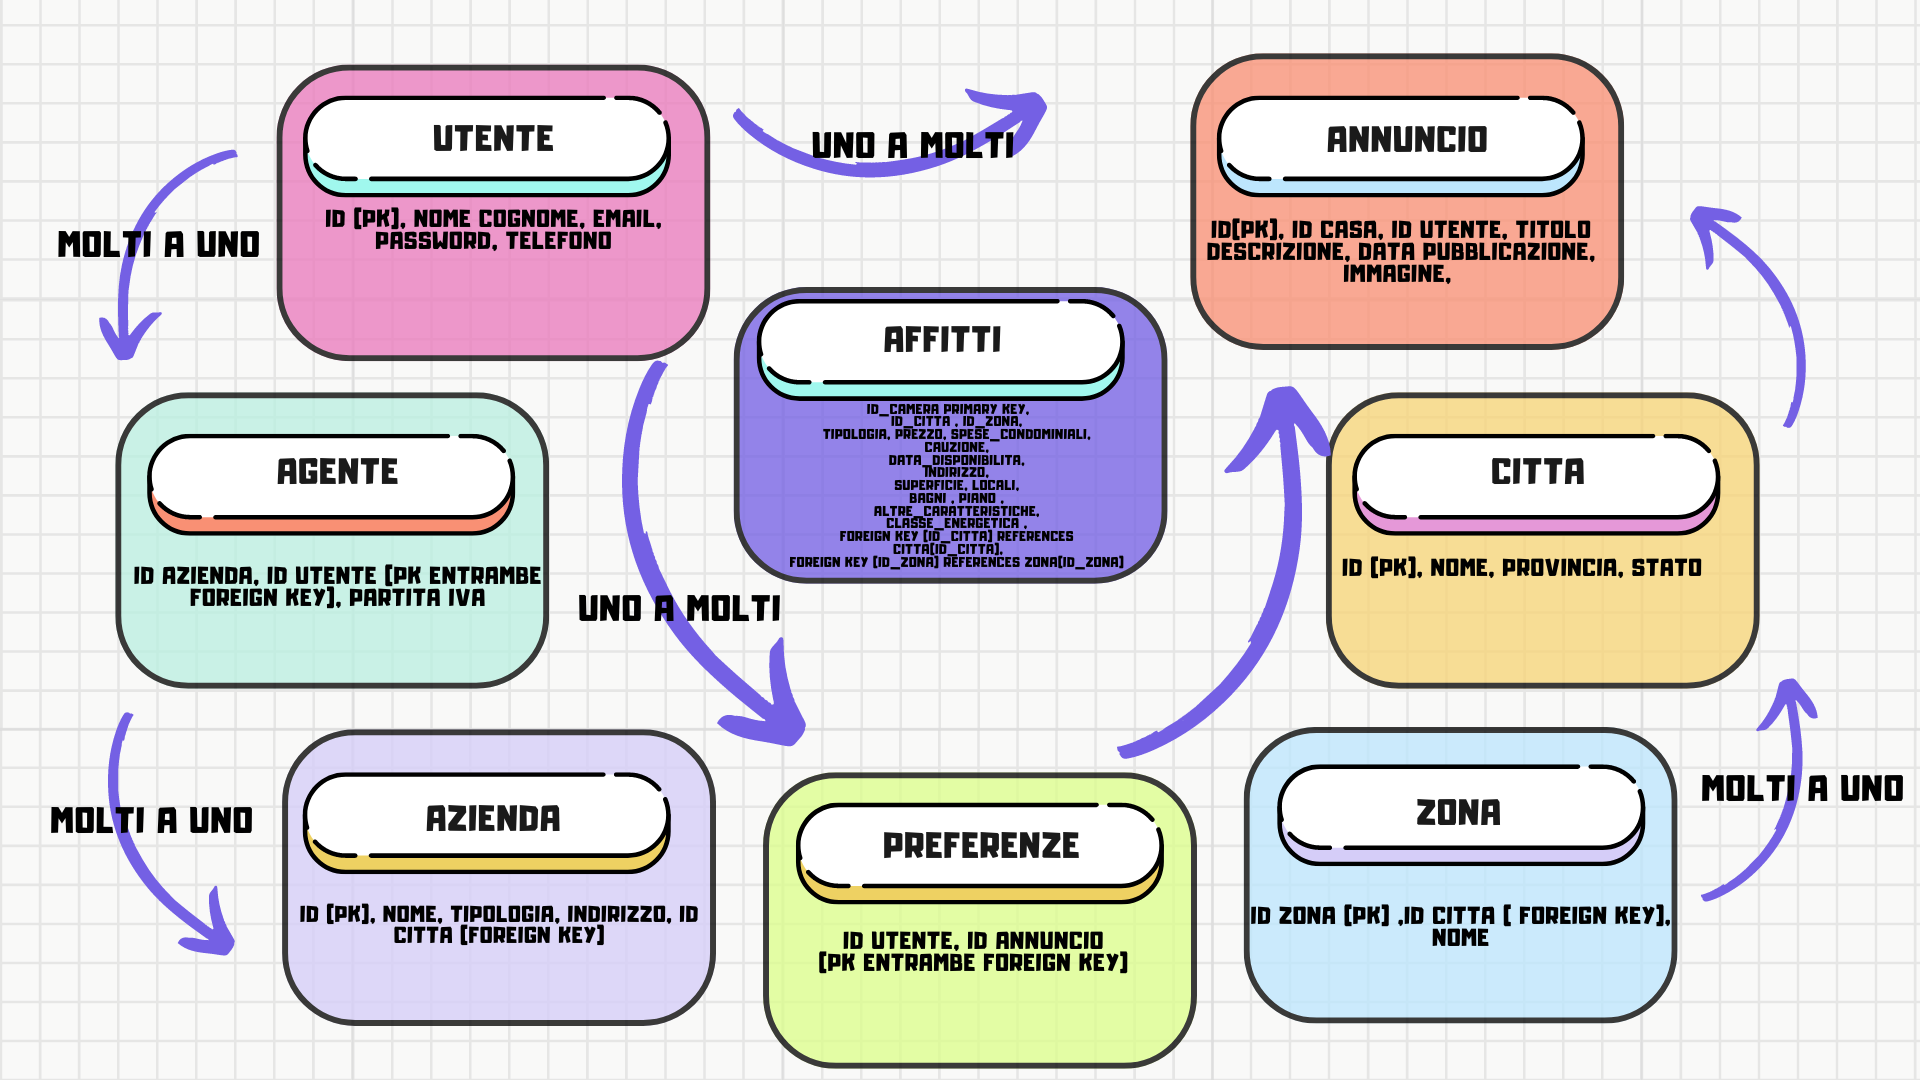 UTENTE
ID [PK], NOME COGNOME, EMAIL,
PASSWORD, TELEFONO
UNO A MOLTI
ANNUNCIO
ID[PK], ID CASA, ID UTENTE, TITOLO
DESCRIZIONE, DATA PUBBLICAZIONE,
IMMAGINE,
MOLTI A UNO
AFFITTI
ID_CAMERA PRIMARY KEY,
ID_CITTA , ID_ZONA,
TIPOLOGIA, PREZZO, SPESE_CONDOMINIALI,
CAUZIONE,
DATA_DISPONIBILITA,
INDIRIZZO,
SUPERFICIE, LOCALI,
BAGNI , PIANO ,
ALTRE_CARATTERISTICHE,
CLASSE_ENERGETICA ,
FOREIGN KEY [ID_CITTA] REFERENCES
CITTA[ID_CITTA],
FOREIGN KEY [ID_ZONA] REFERENCES ZONA[ID_ZONA]
AGENTE
ID AZIENDA, ID UTENTE [PK ENTRAMBE
FOREIGN KEY], PARTITA IVA
CITTA
ID [PK], NOME, PROVINCIA, STATO
UNO A MOLTI
MOLTI A UNO
AZIENDA
ID [PK], NOME, TIPOLOGIA, INDIRIZZO, ID
CITTA [FOREIGN KEY]
PREFERENZE
ID UTENTE, ID ANNUNCIO
[PK ENTRAMBE FOREIGN KEY]
ZONA
ID ZONA [PK] ,ID CITTA [ FOREIGN KEY],
NOME
MOLTI A UNO